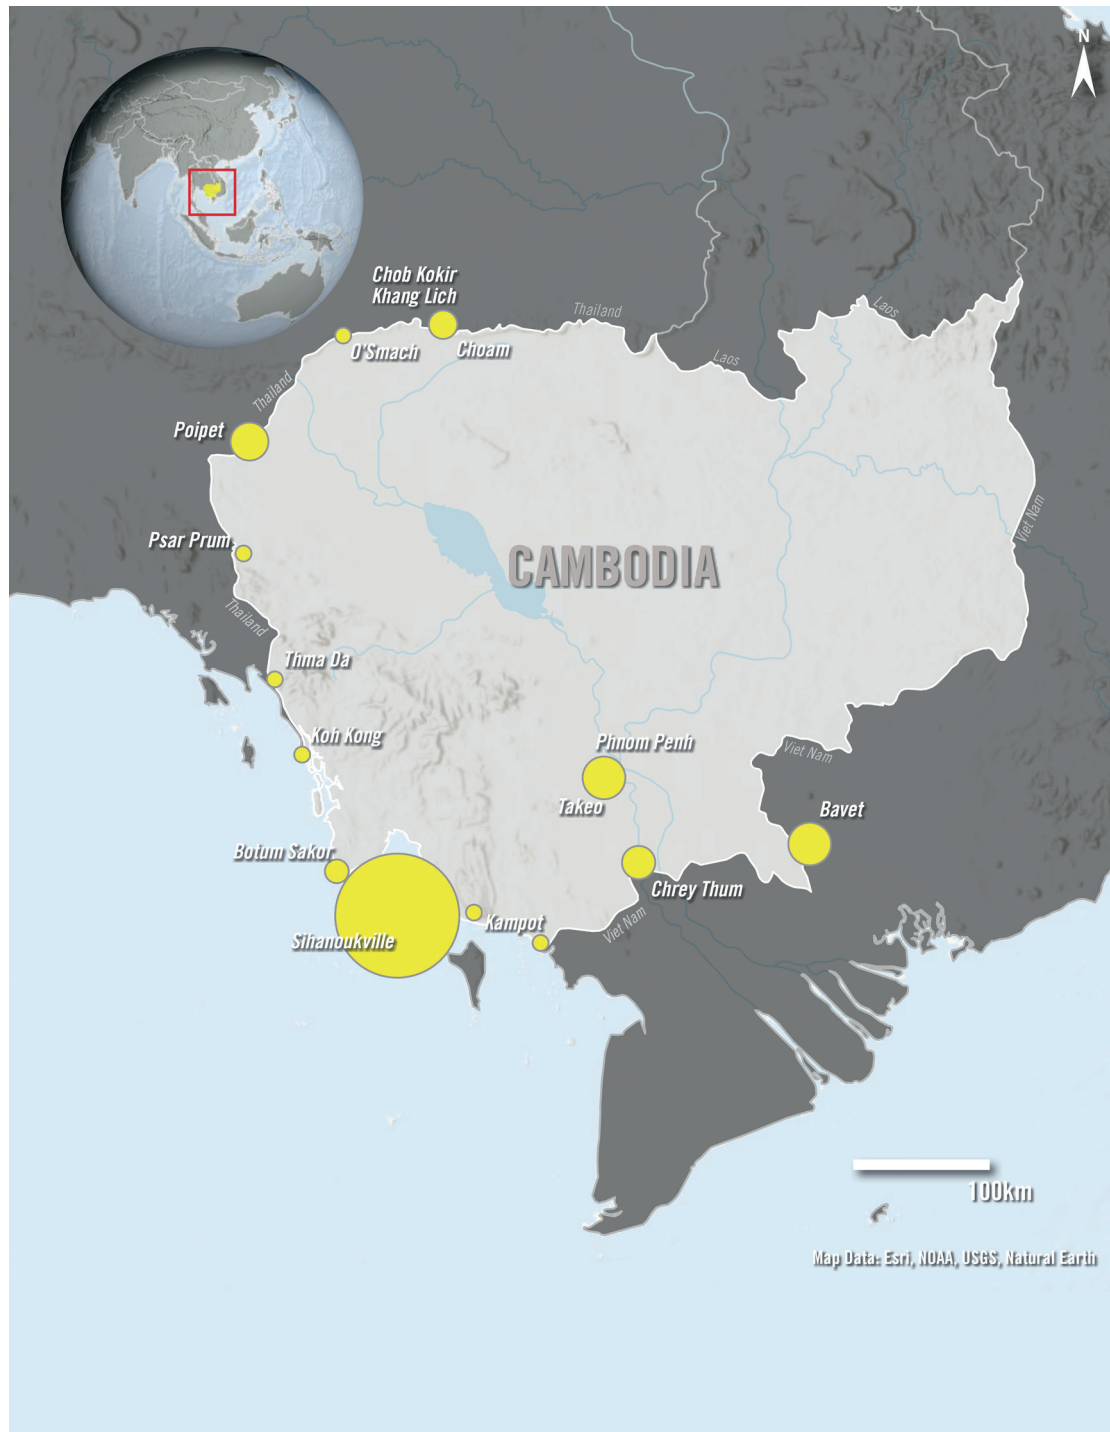 N
Chob Kokir
Khang Lich
Thailand
Laos
O'Smach
Choam
Laos
Thailand
Poipet
Viet Nam
Psar Prum
CAMBODIA
Thailand
Thma Da
Koh Kong
Phnom Penh
Viet Nam
Takeo
Bavet
Botum Sakor
Chrey Thum
Kampot
Viet Nam
Sihanoukville
100km
Map Data: Esri, NOAA, USGS, Natural Earth